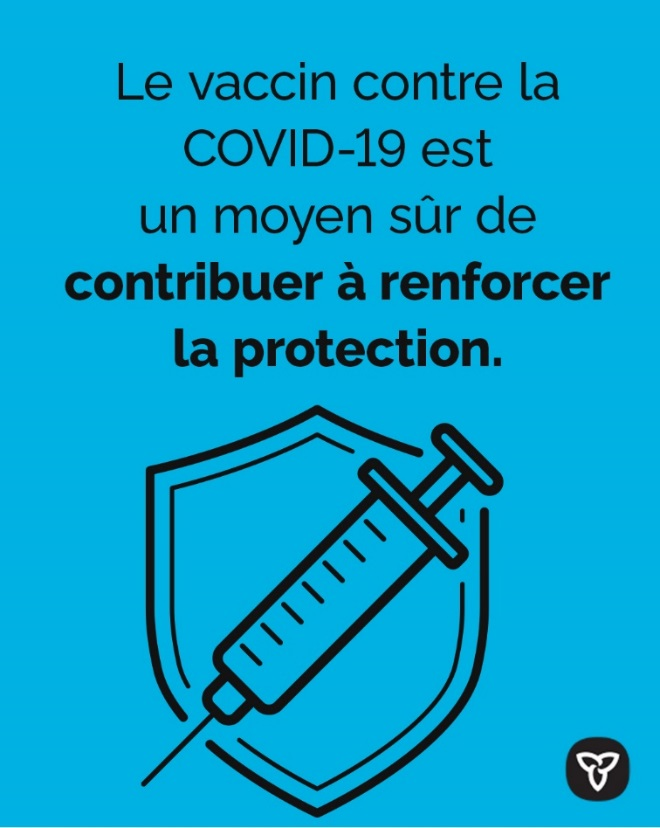 Le vaccin contre la
COVID-19 est
un moyen sûr de
contribuer à renforcer
la protection.